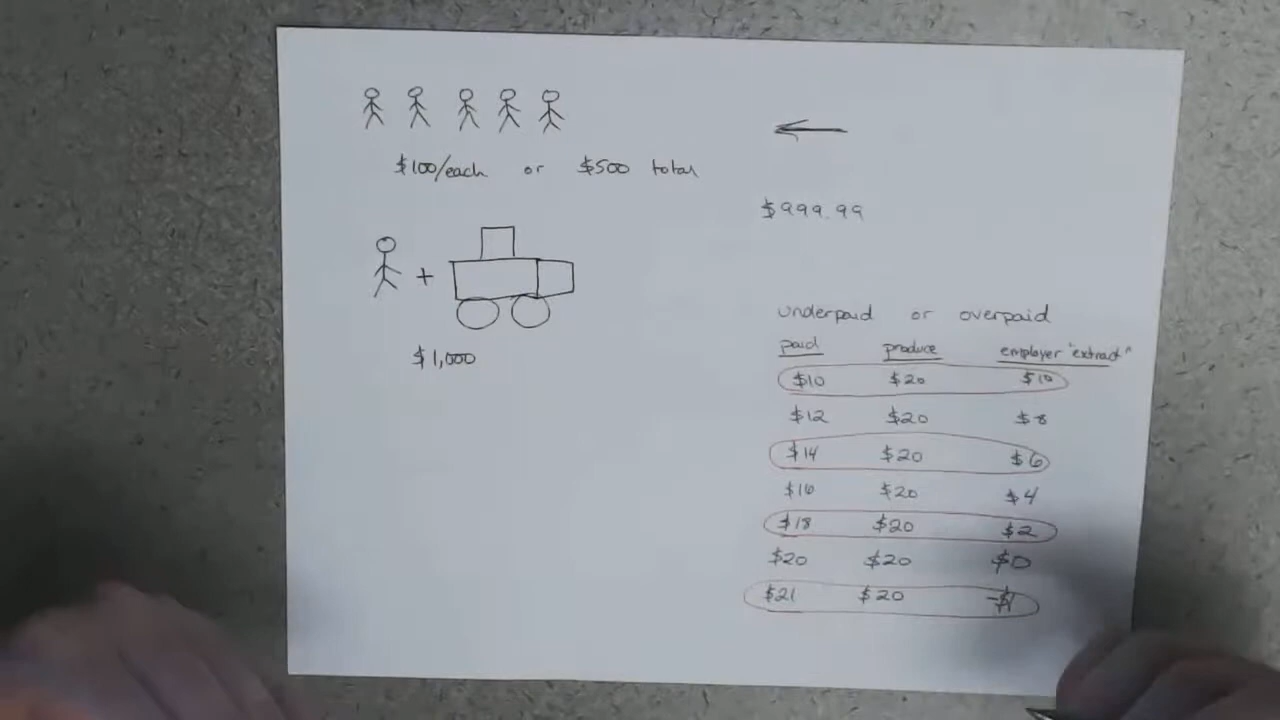 $100/each or $500 total
$999.99
+
$1,000
underpaid or overpaid
paid produce employer "extract"
$10 $20 $10
$12 $20 $8
$14 $20 $6
$16 $20 $4
$18 $20 $2
$20 $20 $0
$21 $20 -$1